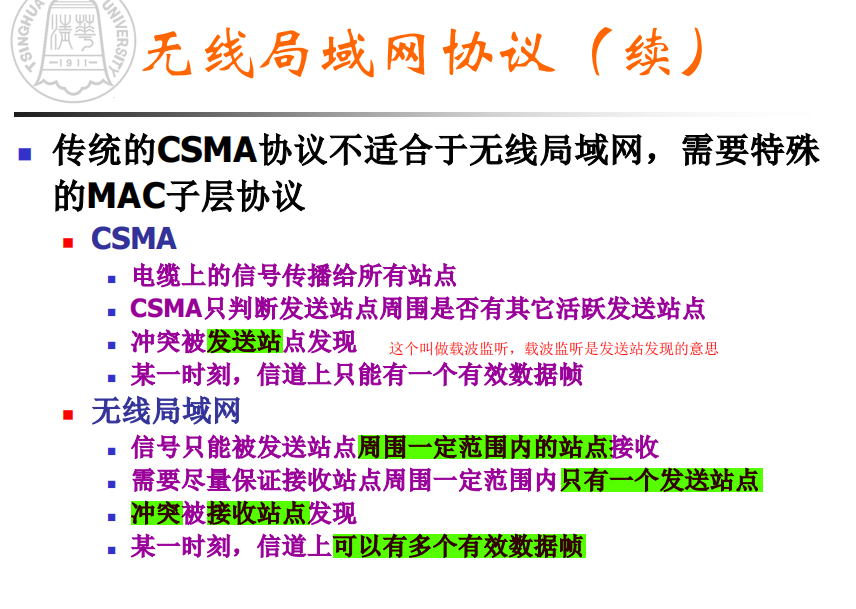 TSINGHUA UNIVERSITY
清華
-1911-
无线局域网协议（续）
传统的CSMA协议不适合于无线局域网，需要特殊
的MAC子层协议
CSMA
电缆上的信号传播给所有站点
CSMA只判断发送站点周围是否有其它活跃发送站点
冲突被发送站点发现
这个叫做载波监听，载波监听是发送站发现的意思
某一时刻，信道上只能有一个有效数据帧
无线局域网
信号只能被发送站点周围一定范围内的站点接收
需要尽量保证接收站点周围一定范围内只有一个发送站点
冲突被接收站点发现
某一时刻，信道上可以有多个有效数据帧